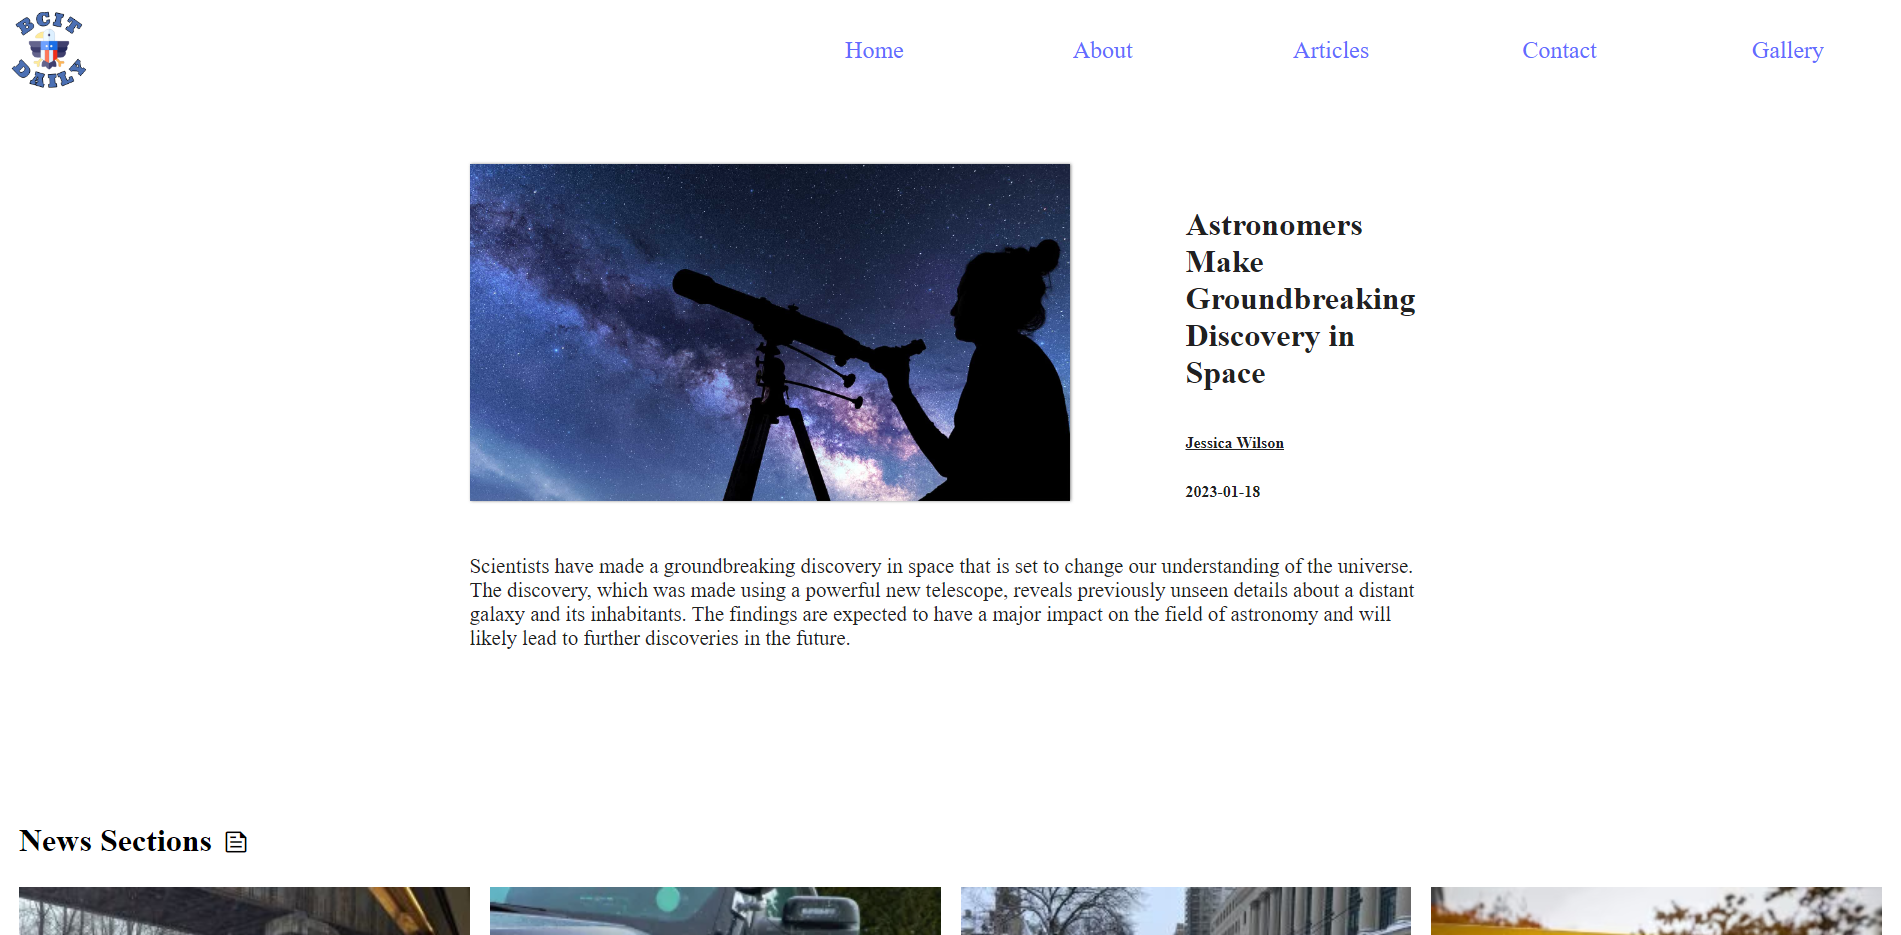 BCIT
DAILY
Home About Articles Contact Gallery
Astronomers
Make
Groundbreaking
Discovery in
Space
Jessica Wilson
2023-01-18
Scientists have made a groundbreaking discovery in space that is set to change our understanding of the universe.
The discovery, which was made using a powerful new telescope, reveals previously unseen details about a distant
galaxy and its inhabitants. The findings are expected to have a major impact on the field of astronomy and will
likely lead to further discoveries in the future.
News Sections